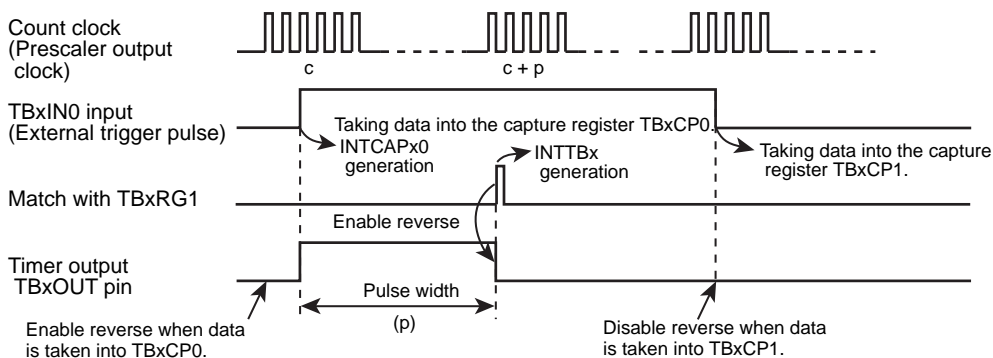 Count clock
(Prescaler output
clock)
c
c + p
TBxIN0 input
(External trigger pulse)
Taking data into the capture register TBxCP0.
INTCAPx0
generation
INTTBx
generation
Taking data into the capture
register TBxCP1.
Match with TBxRG1
Enable reverse
Timer output
TBxOUT pin
Pulse width
(p)
Enable reverse when data
is taken into TBxCP0.
Disable reverse when data
is taken into TBxCP1.